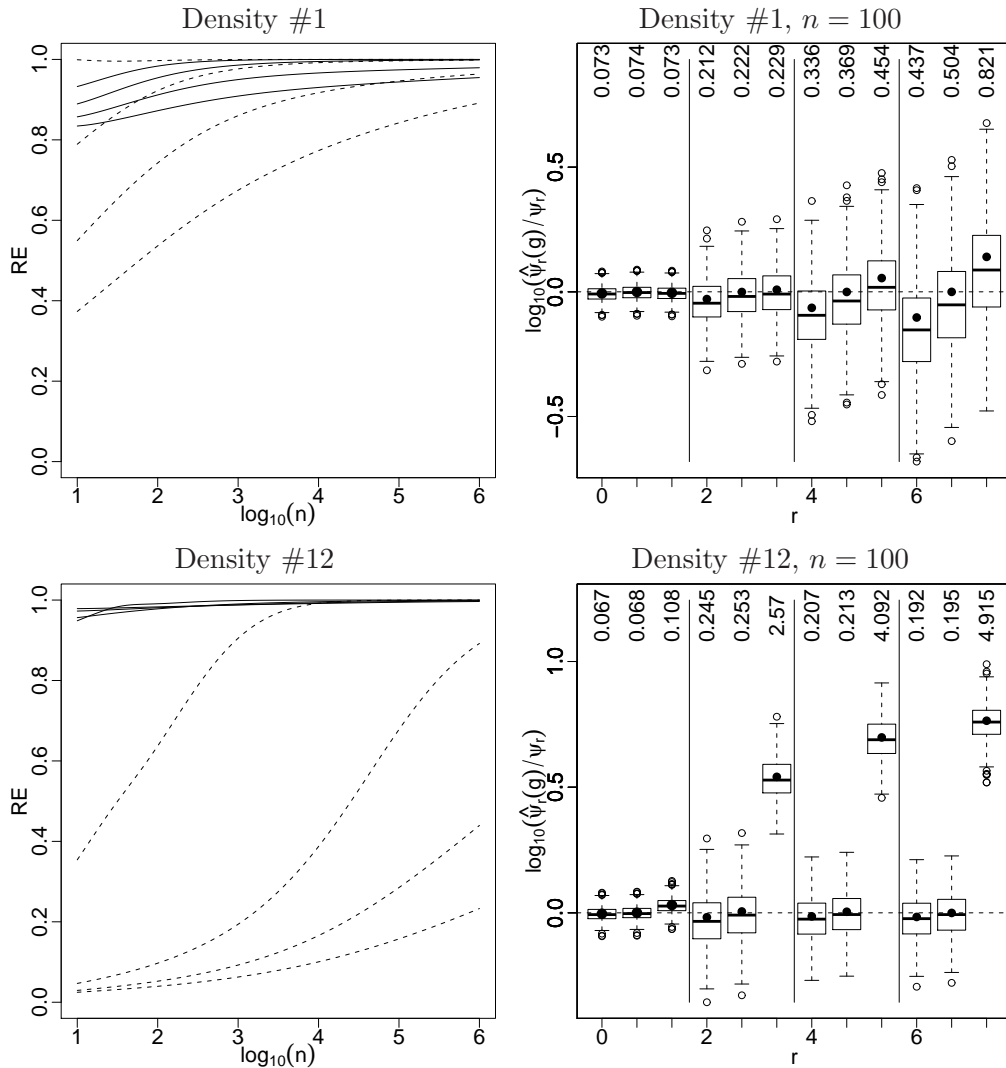 Density #1
RE
1.0
0.8
0.6
0.4
0.2
0.0
1 2 3 4 5 6
log₁₀(n)
Density #1, n = 100
log₁₀(ψ̂ᵣ(g)/ψᵣ)
0.5
0.0
−0.5
0.073 0.074 0.073 0.212 0.222 0.229 0.336 0.369 0.454 0.437 0.504 0.821
0 2 4 6
r
Density #12
RE
1.0
0.8
0.6
0.4
0.2
0.0
1 2 3 4 5 6
log₁₀(n)
Density #12, n = 100
log₁₀(ψ̂ᵣ(g)/ψᵣ)
1.0
0.5
0.0
0.067 0.068 0.108 0.245 0.253 2.57 0.207 0.213 4.092 0.192 0.195 4.915
0 2 4 6
r